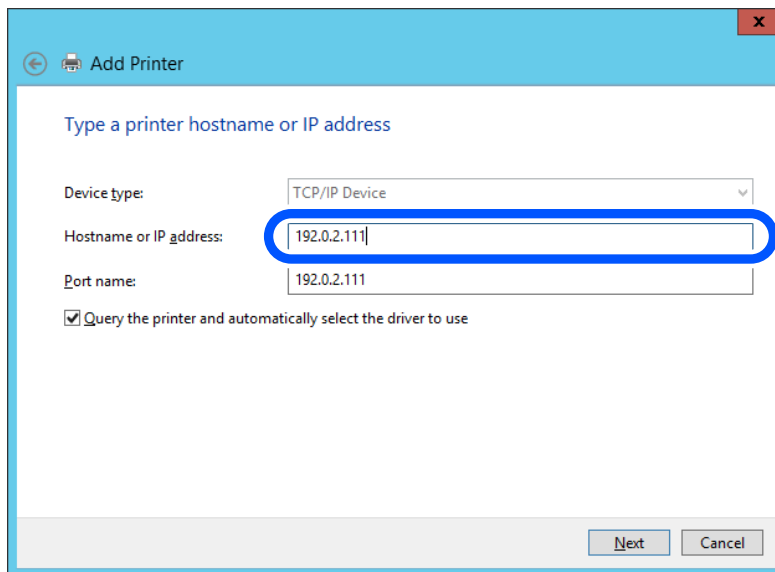 x
Add Printer
Type a printer hostname or IP address
Device type: TCP/IP Device
Hostname or IP address: 192.0.2.111
Port name: 192.0.2.111
Query the printer and automatically select the driver to use
Next Cancel